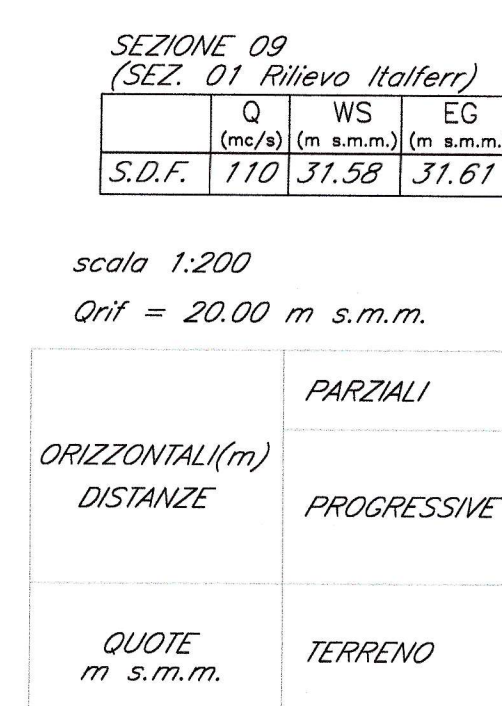 SEZIONE 09
(SEZ. 01 Rilievo Italferr)
Q WS EG
(mc/s) (m s.m.m.) (m s.m.m.
S.D.F. 110 31.58 31.61
scala 1:200
Qrif = 20.00 m s.m.m.
PARZIALI
ORIZZONTALI(m)
DISTANZE
PROGRESSIVE
QUOTE
m s.m.m.
TERRENO